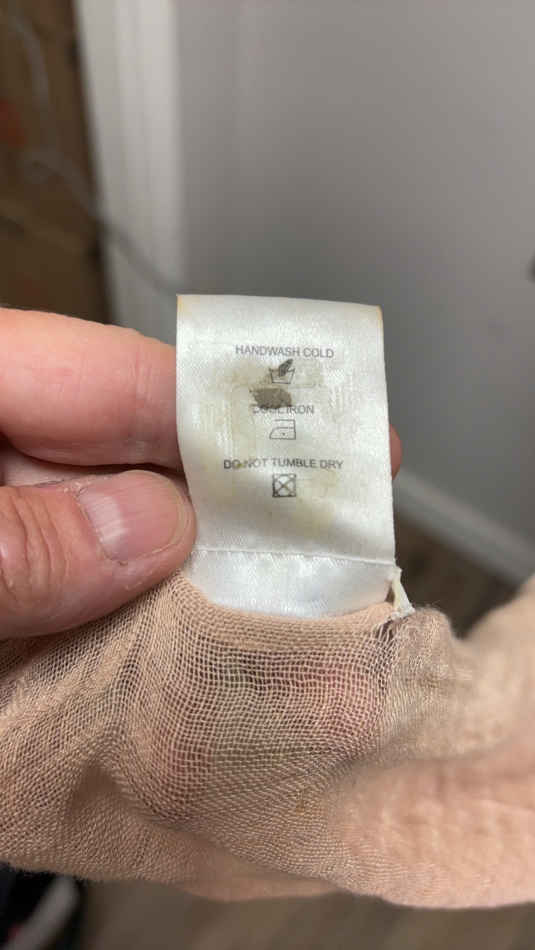 HANDWASH COLD
COOL IRON
DO NOT TUMBLE DRY